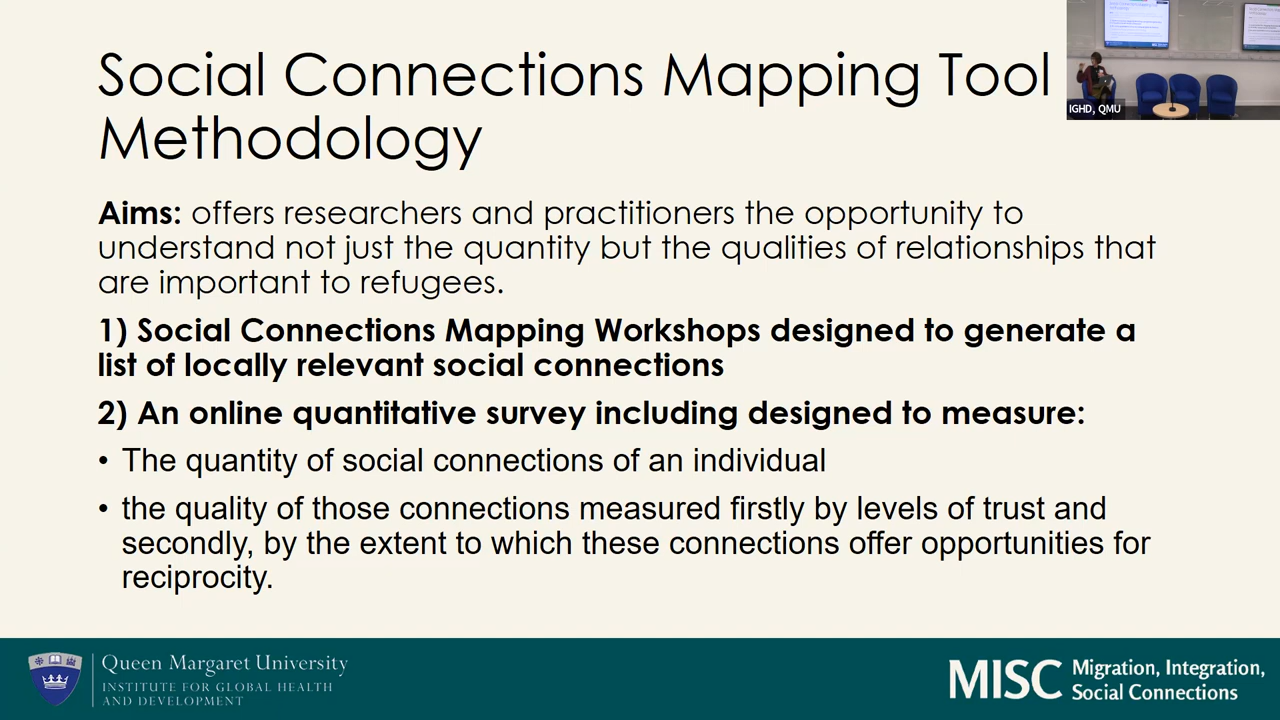 Social Connections Mapping Tool
Methodology
IGHD, QMU
Aims: offers researchers and practitioners the opportunity to
understand not just the quantity but the qualities of relationships that
are important to refugees.
1) Social Connections Mapping Workshops designed to generate a
list of locally relevant social connections
2) An online quantitative survey including designed to measure:
• The quantity of social connections of an individual
• the quality of those connections measured firstly by levels of trust and
secondly, by the extent to which these connections offer opportunities for
reciprocity.
Queen Margaret University
INSTITUTE FOR GLOBAL HEALTH
AND DEVELOPMENT
MISC Migration, Integration,
Social Connections